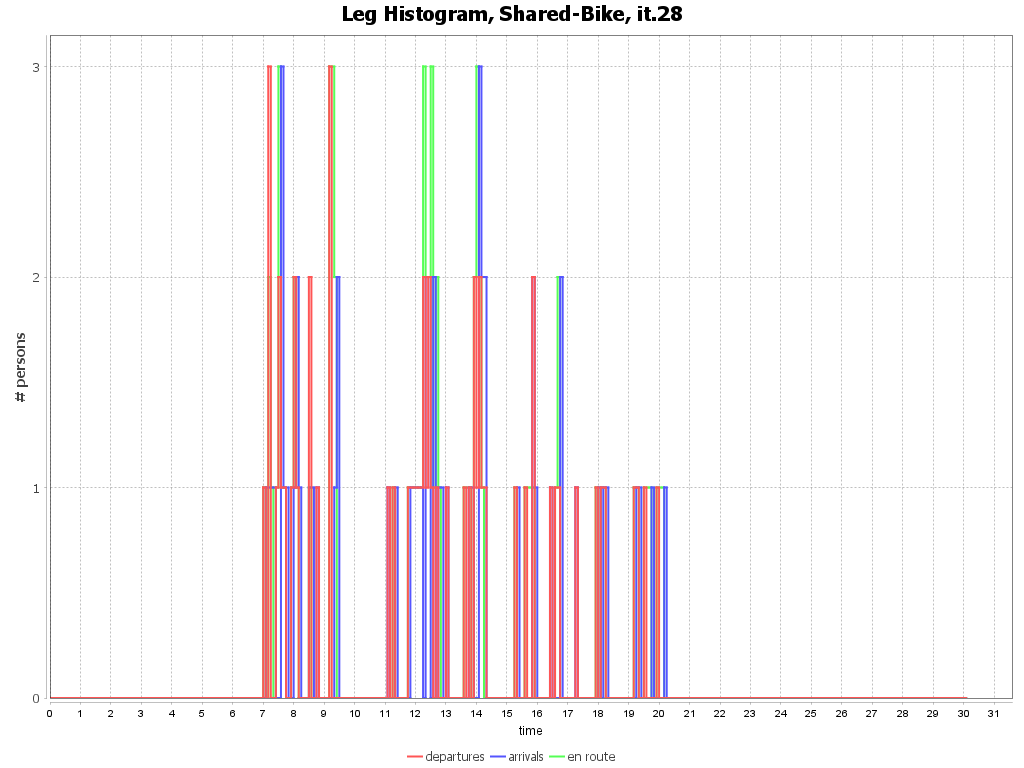 Leg Histogram, Shared-Bike, it.28
# persons
3
2
1
0
0 1 2 3 4 5 6 7 8 9 10 11 12 13 14 15 16 17 18 19 20 21 22 23 24 25 26 27 28 29 30 31
time
departures arrivals en route